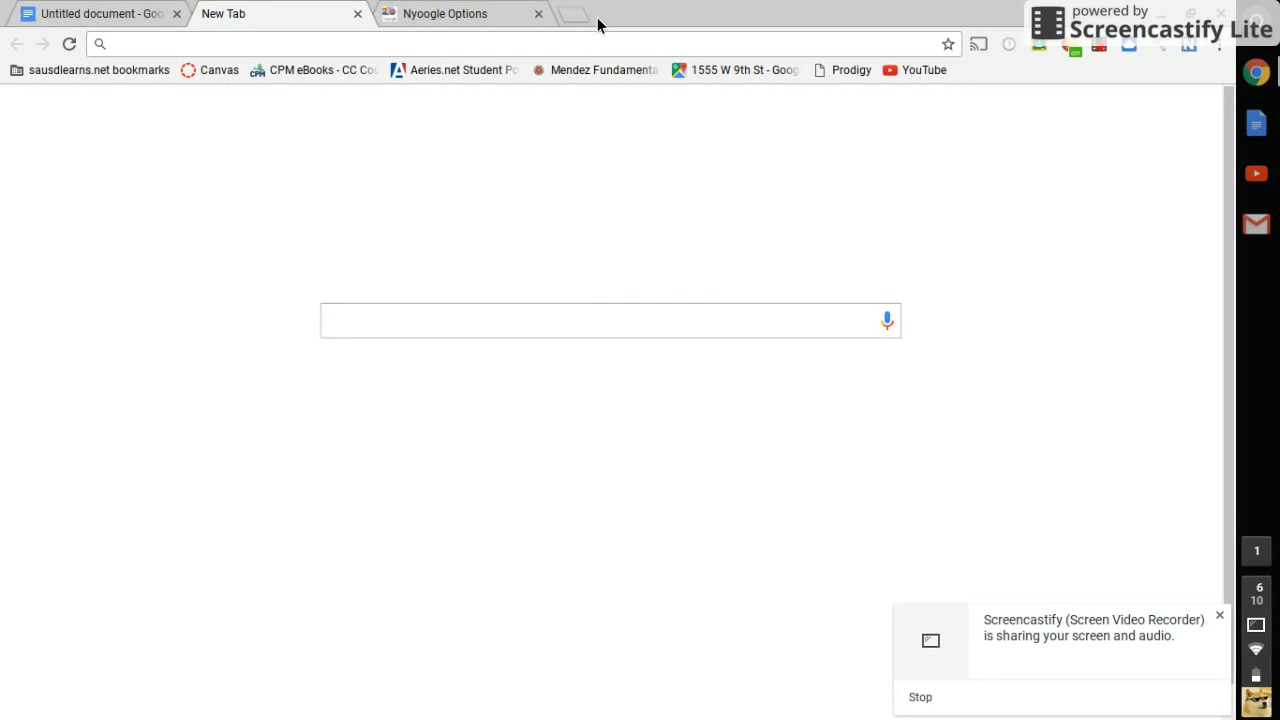 Untitled document - Goo
New Tab
Nyoogle Options
powered by
Screencastify Lite
sausdlearns.net bookmarks
Canvas
CPM eBooks - CC Cou
Aeries.net Student Po
Mendez Fundamenta
1555 W 9th St - Goog
Prodigy
YouTube
on
Screencastify (Screen Video Recorder)
is sharing your screen and audio.
Stop
1
6
10